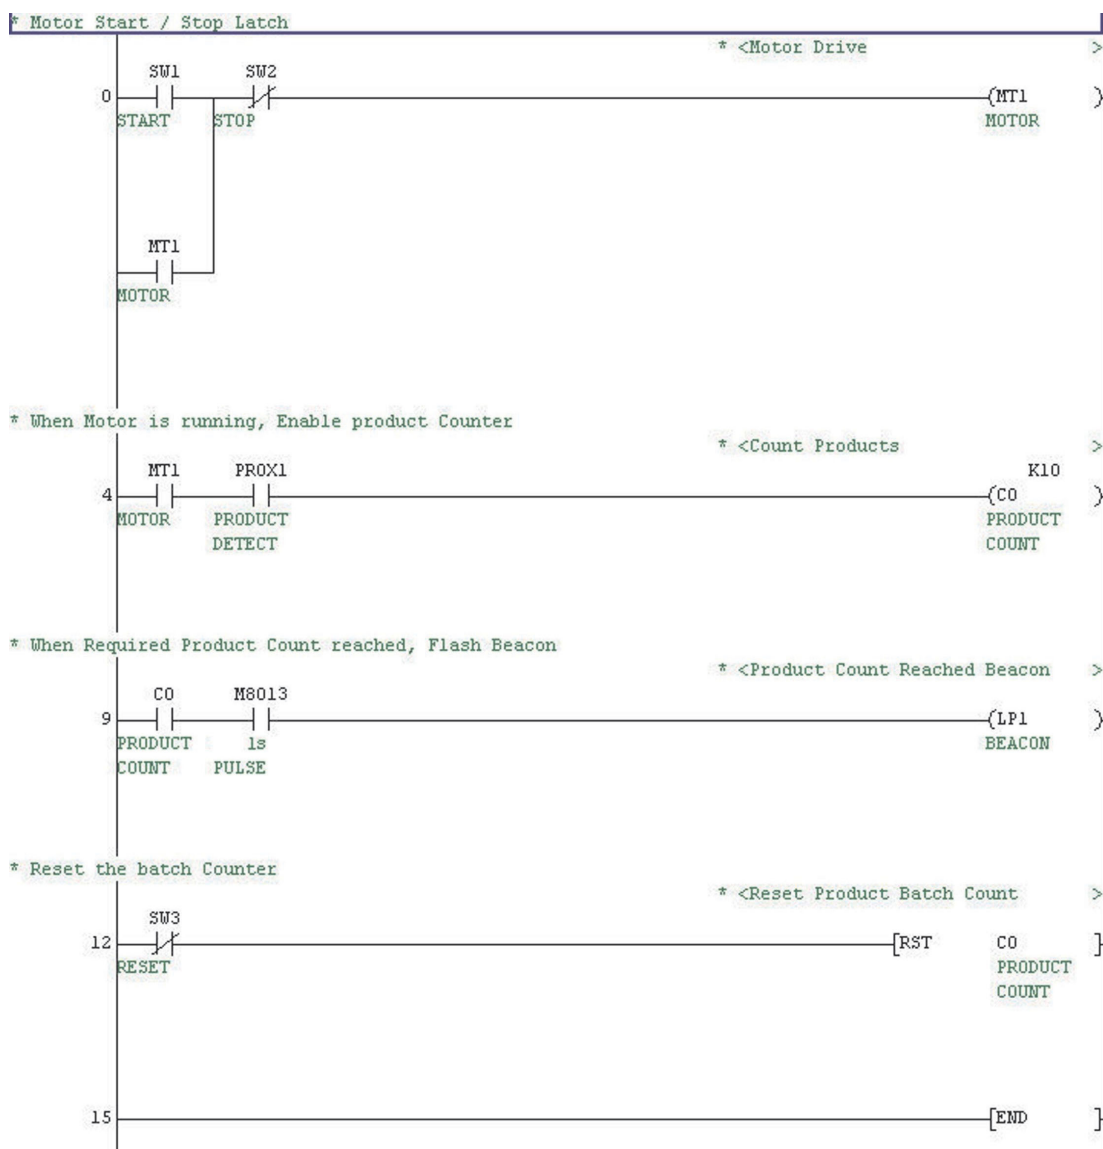 * Motor Start / Stop Latch
* <Motor Drive >
SW1 SW2
0 (MT1 )
START STOP MOTOR
MT1
MOTOR
* When Motor is running, Enable product Counter
* <Count Products >
MT1 PROX1 K10
4 (C0 )
MOTOR PRODUCT PRODUCT
DETECT COUNT
* When Required Product Count reached, Flash Beacon
* <Product Count Reached Beacon >
C0 M8013
9 (LP1 )
PRODUCT 1s BEACON
COUNT PULSE
* Reset the batch Counter
* <Reset Product Batch Count >
SW3
12 [RST C0 ]
RESET PRODUCT
COUNT
15 [END ]